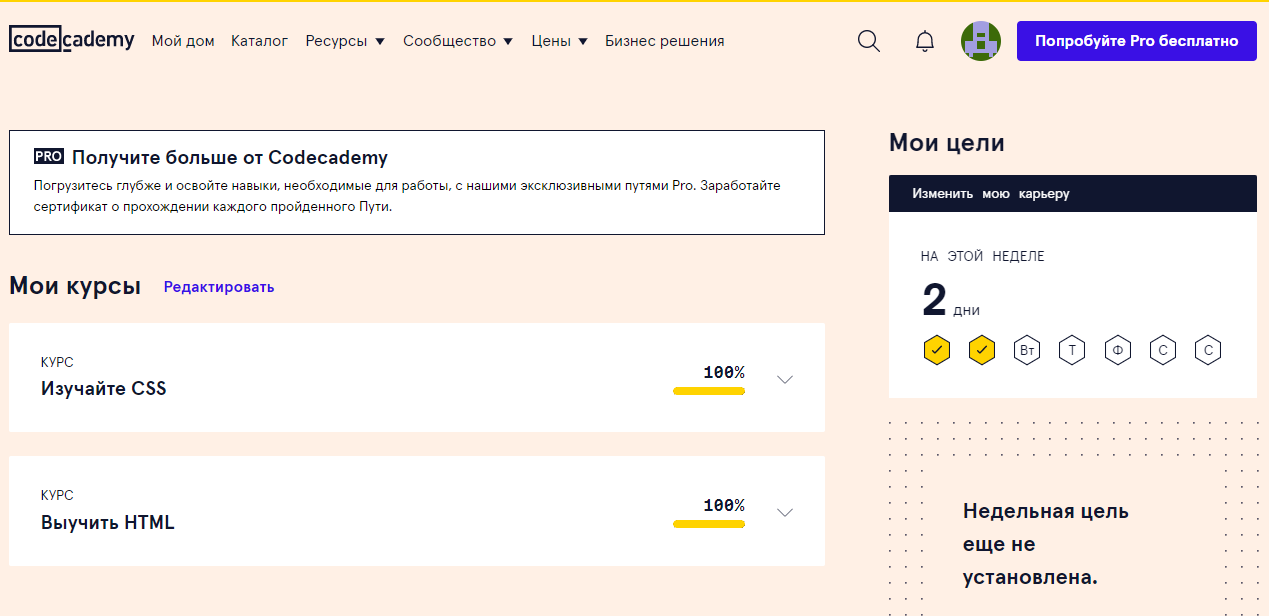 codecademy
Мой дом
Каталог
Ресурсы
Сообщество
Цены
Бизнес решения
Попробуйте Pro бесплатно
PRO Получите больше от Codecademy
Погрузитесь глубже и освойте навыки, необходимые для работы, с нашими эксклюзивными путями Pro. Заработайте
сертификат о прохождении каждого пройденного Пути.
Мои курсы
Редактировать
КУРС
Изучайте CSS
100%
КУРС
Выучить HTML
100%
Мои цели
Изменить мою карьеру
НА ЭТОЙ НЕДЕЛЕ
2 дни
Вт Т Ф С С
Недельная цель
еще не
установлена.